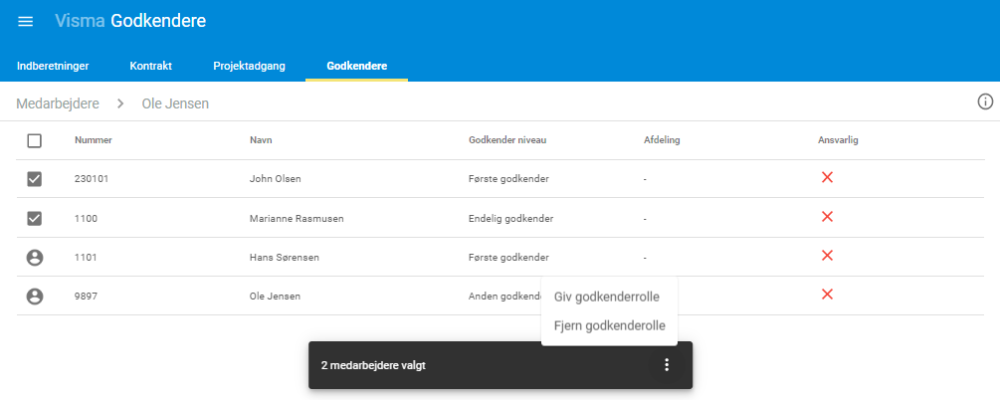 Visma Godkendere
Indberetninger Kontrakt Projektadgang Godkendere
Medarbejdere > Ole Jensen
Nummer Navn Godkender niveau Afdeling Ansvarlig
230101 John Olsen Første godkender -
1100 Marianne Rasmusen Endelig godkender -
1101 Hans Sørensen Første godkender -
9897 Ole Jensen Anden godkend
Giv godkenderrolle
Fjern godkenderolle
2 medarbejdere valgt